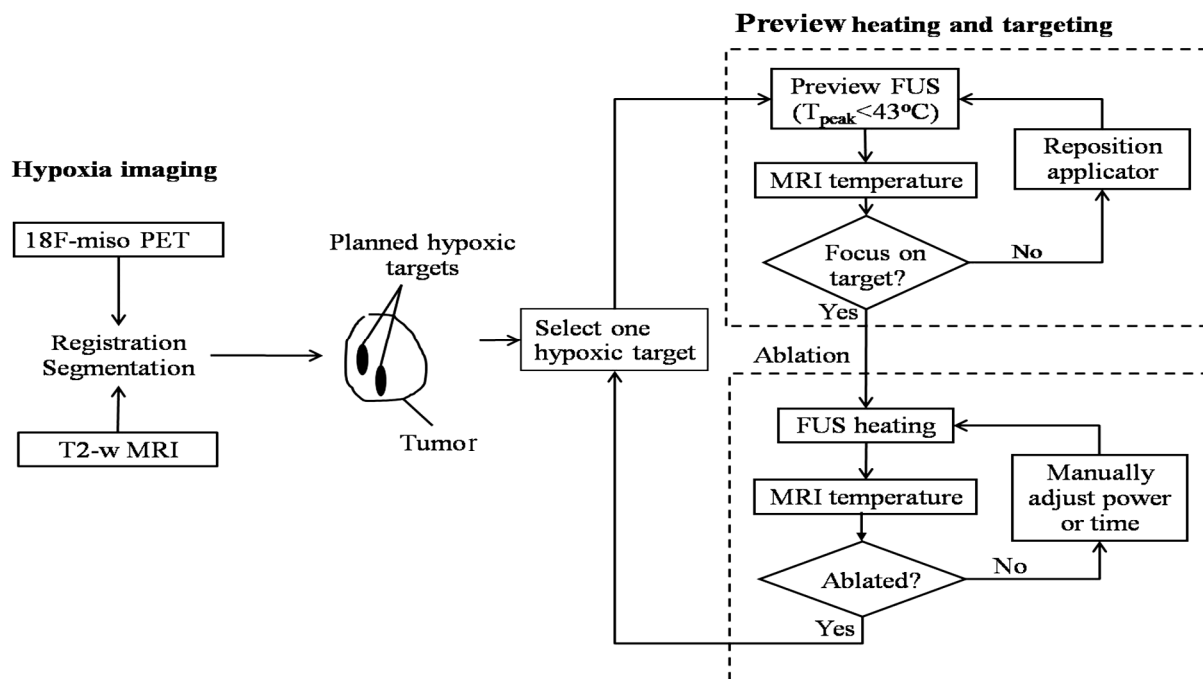 Hypoxia imaging
18F-miso PET
Registration
Segmentation
T2-w MRI
Planned hypoxic
targets
Tumor
Select one
hypoxic target
Preview heating and targeting
Preview FUS
(Tpeak<43°C)
MRI temperature
Focus on
target?
No
Reposition
applicator
Yes
Ablation
FUS heating
MRI temperature
Ablated?
No
Manually
adjust power
or time
Yes